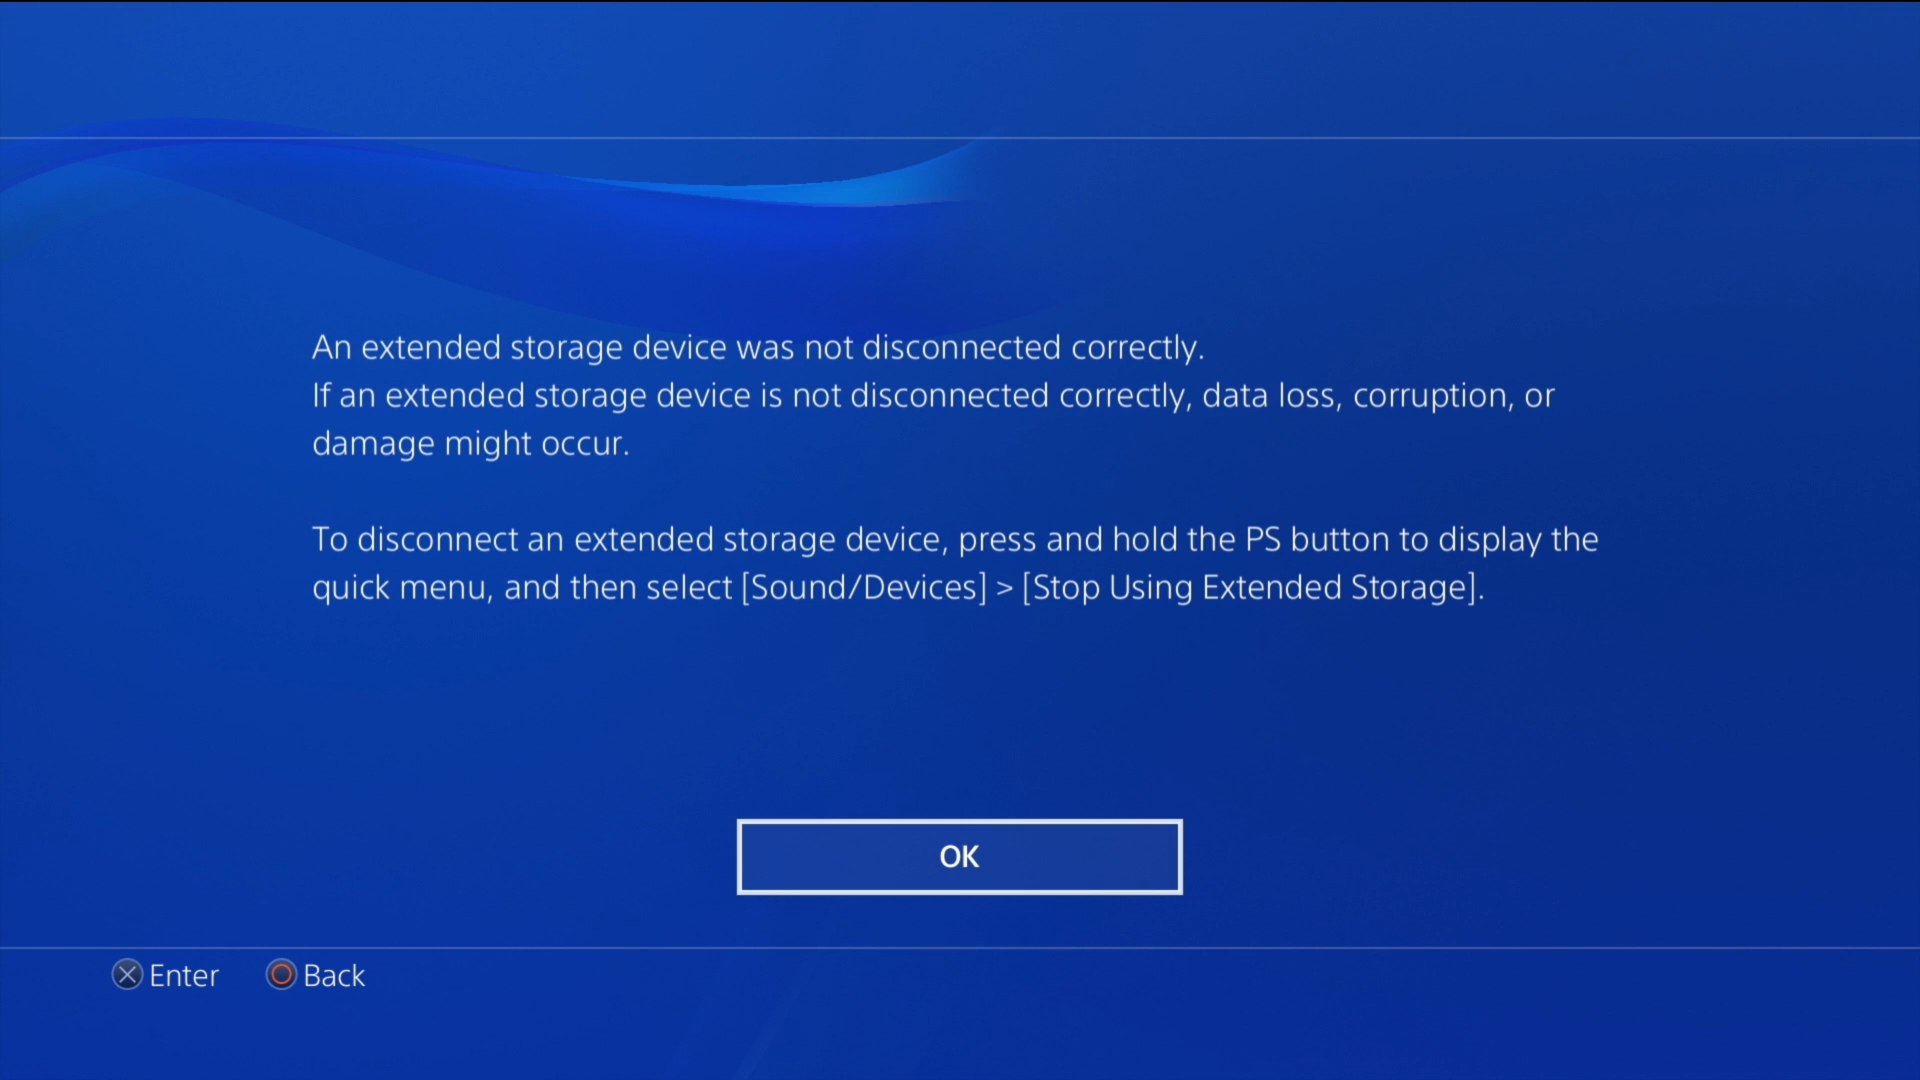 An extended storage device was not disconnected correctly.
If an extended storage device is not disconnected correctly, data loss, corruption, or
damage might occur.
To disconnect an extended storage device, press and hold the PS button to display the
quick menu, and then select [Sound/Devices] > [Stop Using Extended Storage].
OK
Enter Back